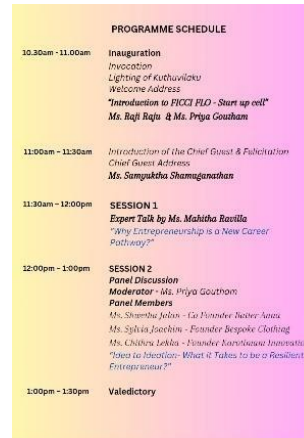 PROGRAMME SCHEDULE
10.30am - 11.00am Inauguration
Invocation
Lighting of Kuthuvilaku
Welcome Address
"Introduction to FICCI FLO - Start up cell"
Ms. Raji Raju & Ms. Priya Goutham
11:00am – 11:30am Introduction of the Chief Guest & Felicitation
Chief Guest Address
Ms. Samyuktha Shamuganathan
11:30am – 12:00pm SESSION 1
Expert Talk by Ms. Mahitha Ravilla
"Why Entrepreneurship is a New Career
Pathway?"
12:00pm – 1:00pm SESSION 2
Panel Discussion
Moderator - Ms. Priya Goutham
Panel Members
Ms. Jalan - Co Founder Better Anna
Ms. Sylvia Joachim - Founder Bespoke Clothing
Ms. Chithra Lekha - Founder
"Idea to Ideation- What it Takes to be a Resilient
Entrepreneur?"
1:00pm – 1:30pm Valedictory